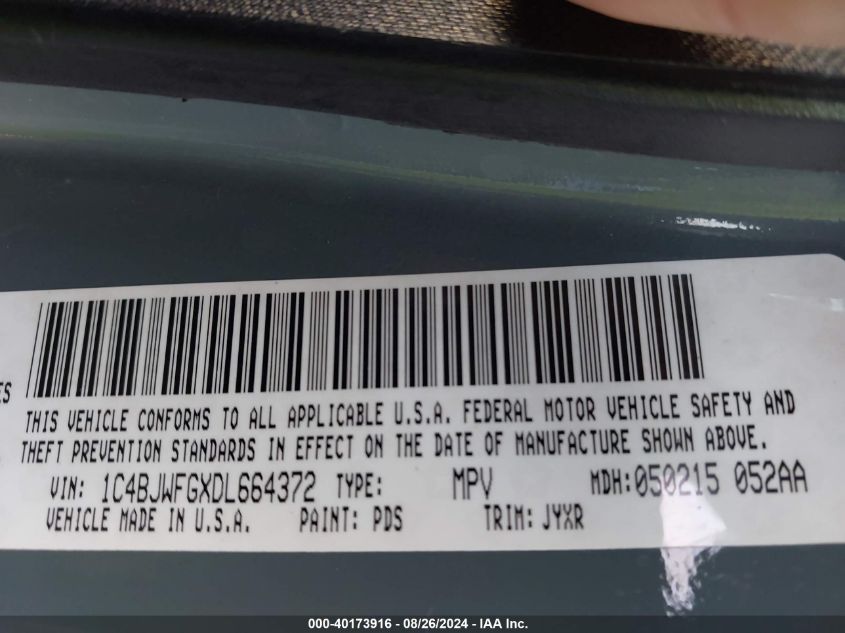 ES
THIS VEHICLE CONFORMS TO ALL APPLICABLE U.S.A. FEDERAL MOTOR VEHICLE SAFETY AND
THEFT PREVENTION STANDARDS IN EFFECT ON THE DATE OF MANUFACTURE SHOWN ABOVE.
VIN: 1C4BJWFGXDL664372 TYPE: MPV MDH:050215 052AA
VEHICLE MADE IN U.S.A. PAINT: PDS TRIM: JYXR
000-40173916 - 08/26/2024 - IAA Inc.